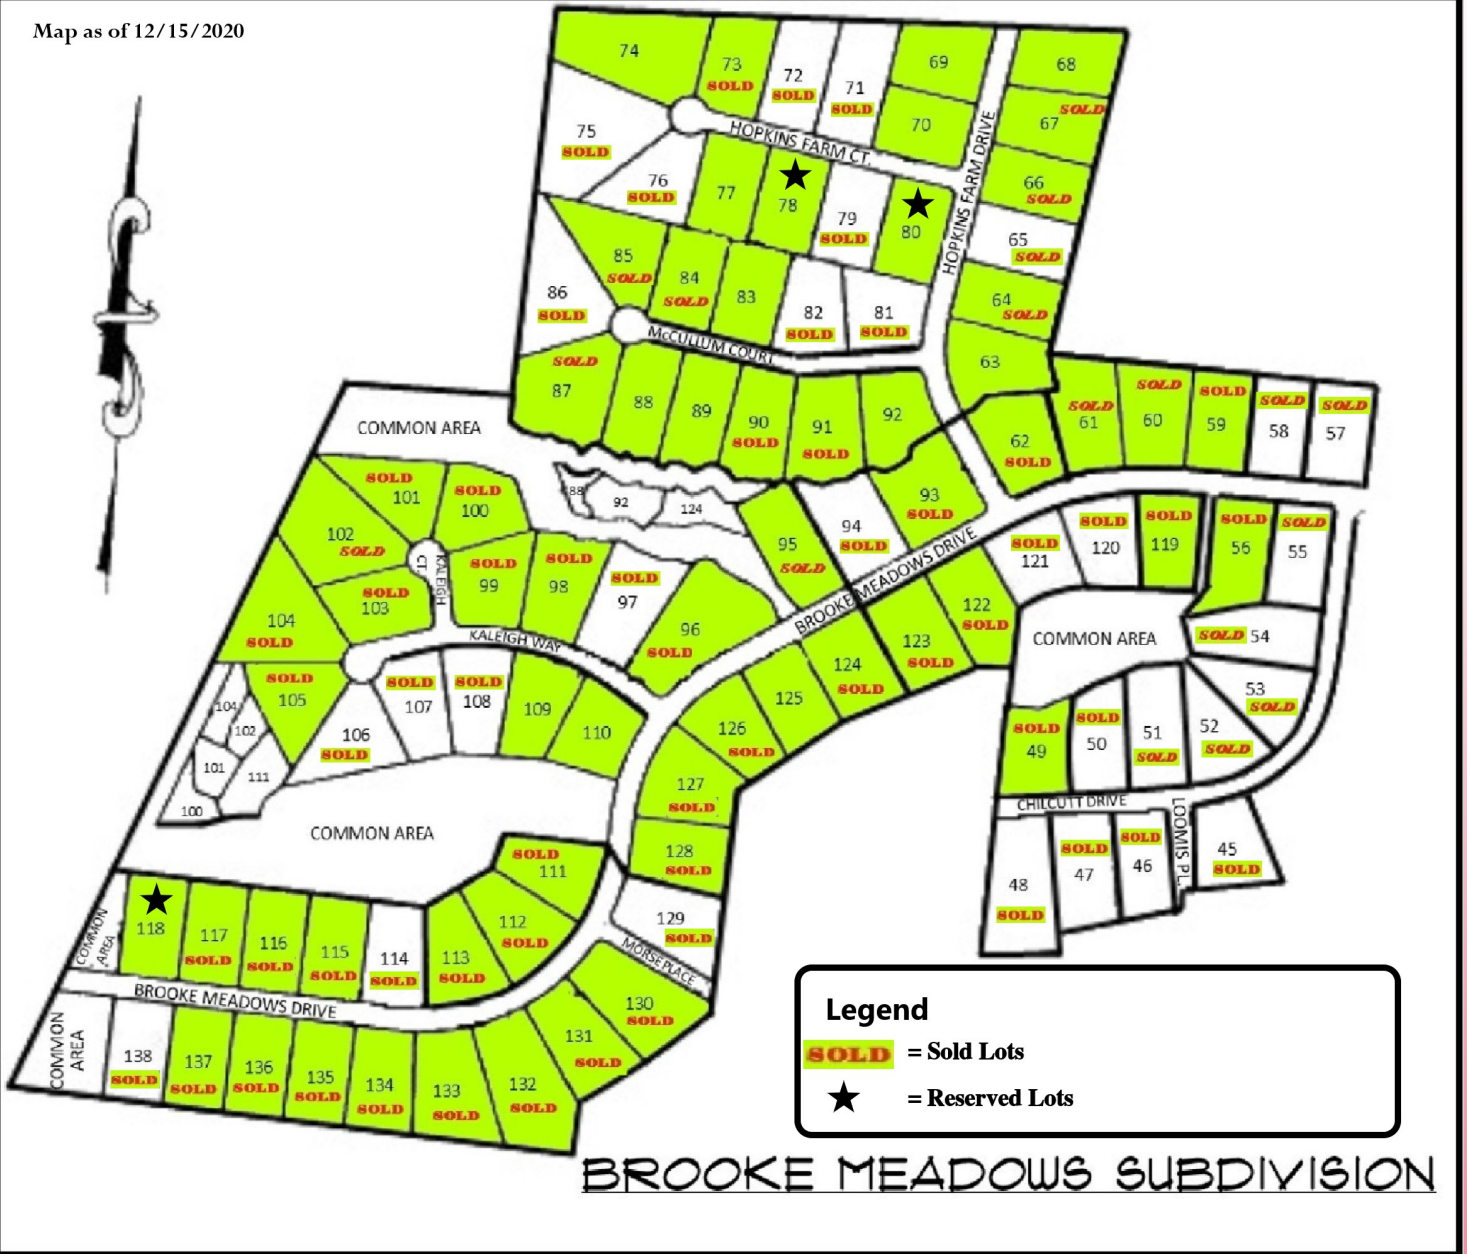 Map as of 12/15/2020
74
73
SOLD
72
SOLD
71
SOLD
69
68
70
SOLD
67
75
SOLD
HOPKINS FARM CT.
HOPKINS FARM DRIVE
76
SOLD
77
78
79
SOLD
80
66
SOLD
65
SOLD
85
SOLD
84
SOLD
83
82
SOLD
81
SOLD
64
SOLD
86
SOLD
McCULLUM COURT
63
SOLD
87
88
89
90
SOLD
91
SOLD
92
62
SOLD
SOLD
61
SOLD
60
SOLD
59
SOLD
58
SOLD
57
COMMON AREA
SOLD
101
SOLD
100
88
92
124
93
SOLD
94
SOLD
95
SOLD
102
SOLD
KALEIGH
CT.
SOLD
99
SOLD
98
SOLD
97
96
SOLD
BROOKE MEADOWS DRIVE
SOLD
121
SOLD
120
SOLD
119
SOLD
56
SOLD
55
SOLD
103
104
SOLD
KALEIGH WAY
122
SOLD
123
SOLD
124
SOLD
125
126
SOLD
COMMON AREA
SOLD 54
53
SOLD
SOLD
105
104
102
101
111
100
106
SOLD
SOLD
107
SOLD
108
109
110
SOLD
49
SOLD
50
51
SOLD
52
SOLD
127
SOLD
CHILCUTT DRIVE
LOOMIS PL.
COMMON AREA
128
SOLD
48
SOLD
SOLD
47
SOLD
46
45
SOLD
SOLD
111
112
SOLD
113
SOLD
114
SOLD
115
SOLD
116
SOLD
117
SOLD
118
COMMON
AREA
129
SOLD
MORSE PLACE
BROOKE MEADOWS DRIVE
130
SOLD
131
SOLD
COMMON
AREA
138
SOLD
137
SOLD
136
SOLD
135
SOLD
134
SOLD
133
SOLD
132
SOLD
Legend
SOLD = Sold Lots
= Reserved Lots
BROOKE MEADOWS SUBDIVISION